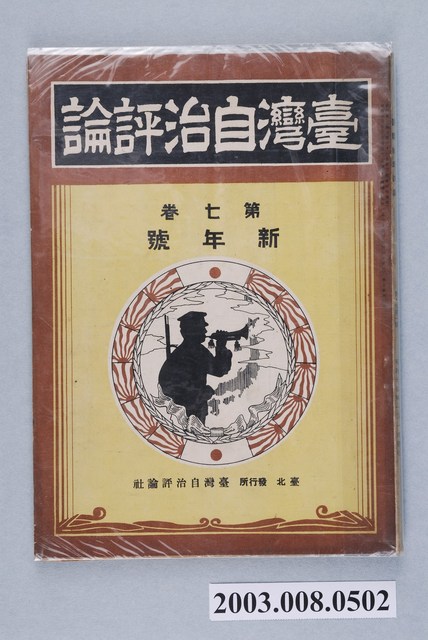 臺灣自治評論
第七卷
新年號
臺北 發行所 臺灣自治評論社
2003.008.0502